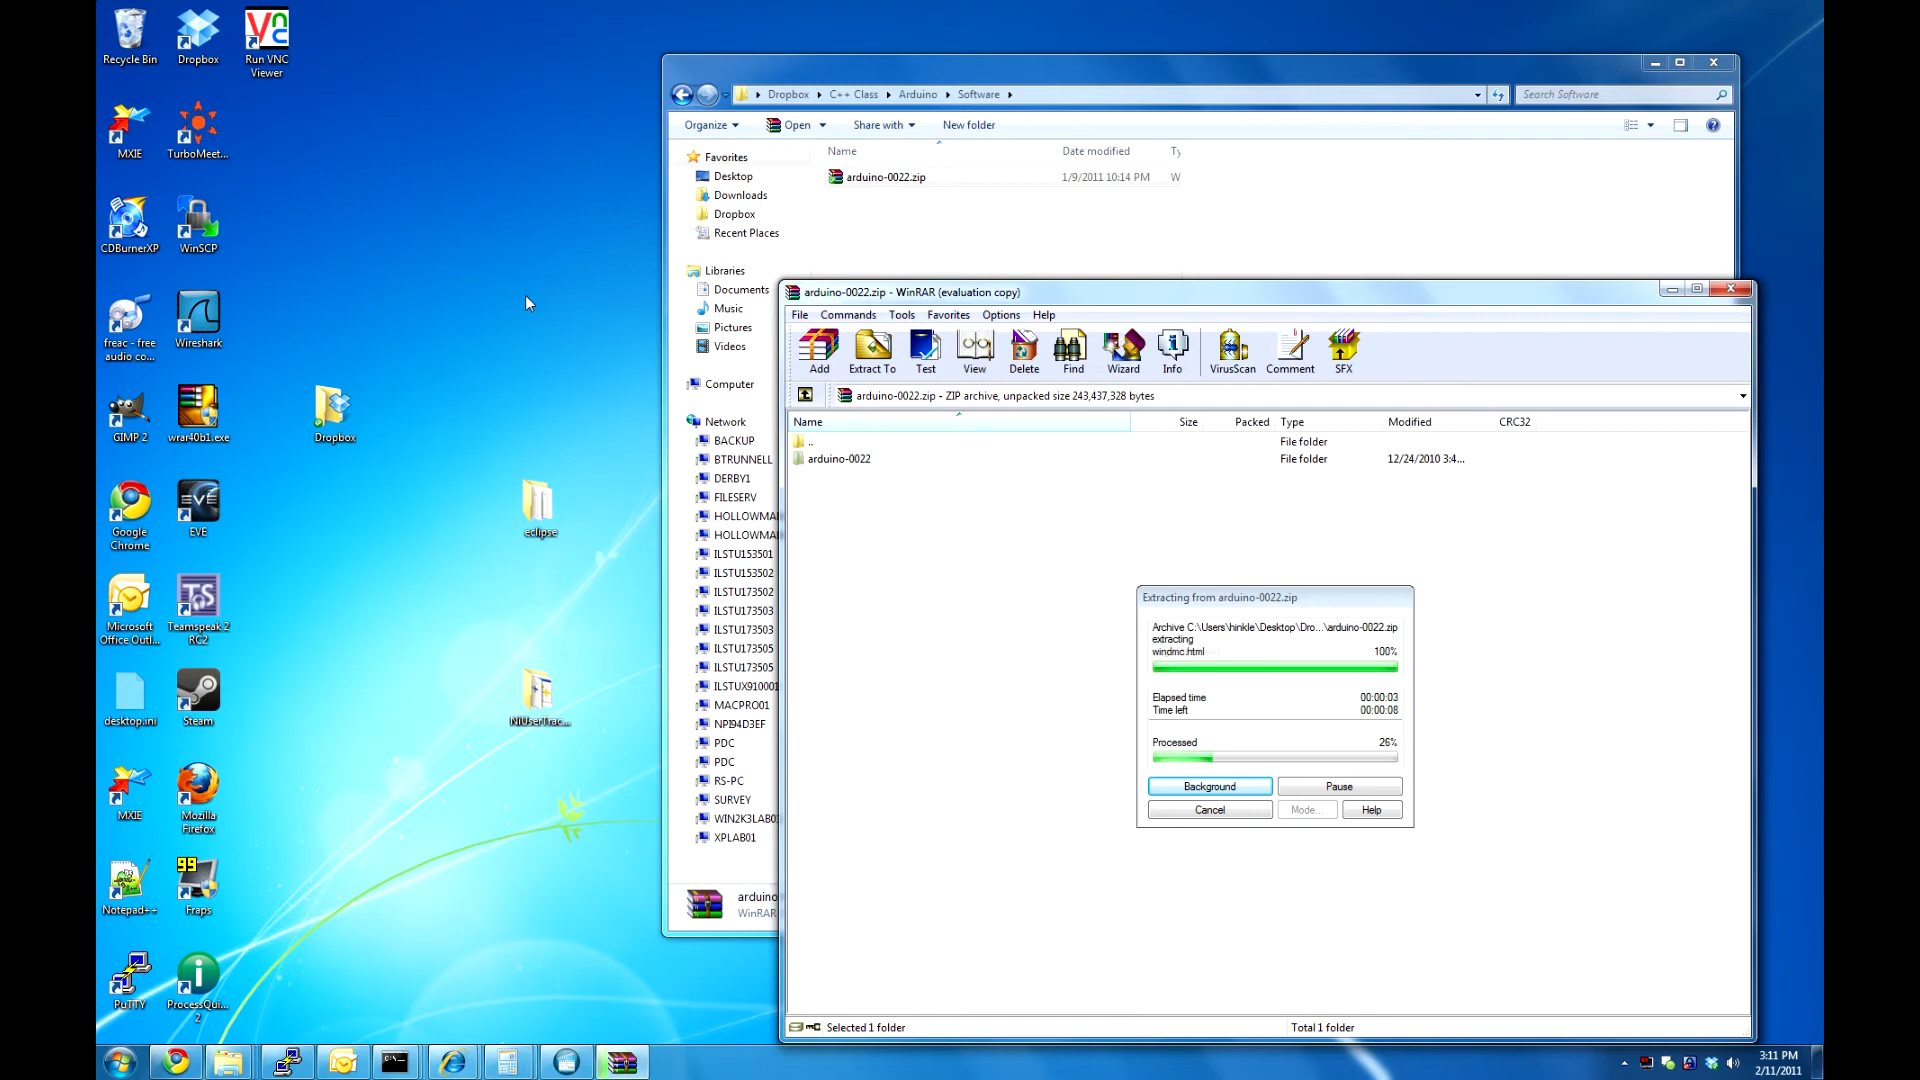 Recycle Bin
Dropbox
Run VNC
Viewer
MXIE
TurboMeet...
CDBurnerXP
WinSCP
freac - free
audio co...
Wireshark
GIMP 2
wrar40b1.exe
Dropbox
Google
Chrome
EVE
eclipse
Microsoft
Office Outl...
Teamspeak 2
RC2
desktop.ini
Steam
NiUserTrac...
MXIE
Mozilla
Firefox
Notepad++
99
Fraps
PuTTY
ProcessQui...
2
Dropbox
C++ Class
Arduino
Software
Search Software
Organize
Open
Share with
New folder
Name
Date modified
Ty
arduino-0022.zip
1/9/2011 10:14 PM
W
Favorites
Desktop
Downloads
Dropbox
Recent Places
Libraries
Documents
Music
Pictures
Videos
Computer
Network
BACKUP
BTRUNNELL
DERBY1
FILESERV
HOLLOWMA
HOLLOWMA
ILSTU153501
ILSTU153502
ILSTU173502
ILSTU173503
ILSTU173503
ILSTU173505
ILSTU173505
ILSTUX910001
MACPRO01
NPI94D3EF
PDC
PDC
RS-PC
SURVEY
WIN2K3LAB0
XPLAB01
arduino
WinRAR
arduino-0022.zip - WinRAR (evaluation copy)
File
Commands
Tools
Favorites
Options
Help
Add
Extract To
Test
View
Delete
Find
Wizard
Info
VirusScan
Comment
SFX
arduino-0022.zip - ZIP archive, unpacked size 243,437,328 bytes
Name
Size
Packed
Type
Modified
CRC32
..
File folder
arduino-0022
File folder
12/24/2010 3:4...
Extracting from arduino-0022.zip
Archive C:\Users\hinkle\Desktop\Dro...\arduino-0022.zip
extracting
windmc.html
100%
Elapsed time
00:00:03
Time left
00:00:08
Processed
26%
Background
Pause
Cancel
Mode...
Help
Selected 1 folder
Total 1 folder
3:11 PM
2/11/2011